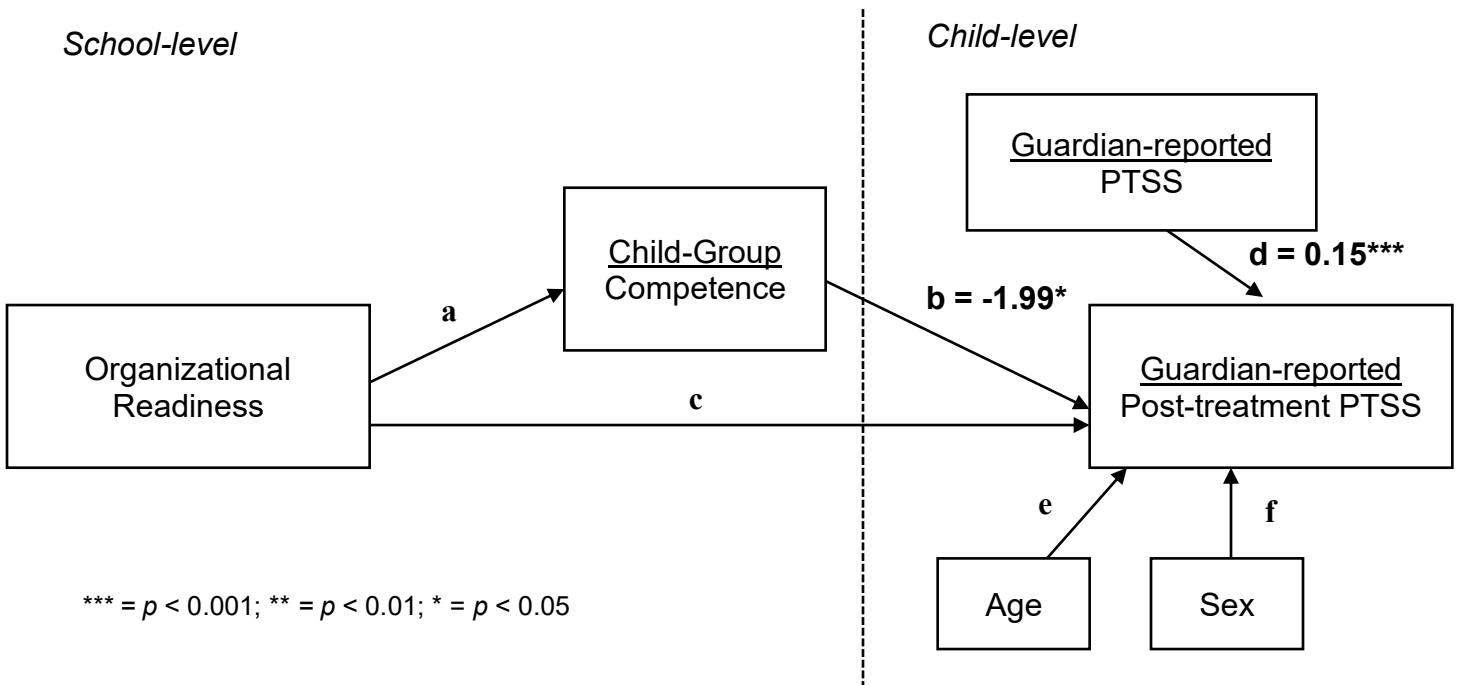 School-level
Child-level
Guardian-reported
PTSS
d = 0.15***
Child-Group
Competence
b = -1.99*
a
Organizational
Readiness
c
Guardian-reported
Post-treatment PTSS
e
f
Age
Sex
*** = p < 0.001; ** = p < 0.01; * = p < 0.05